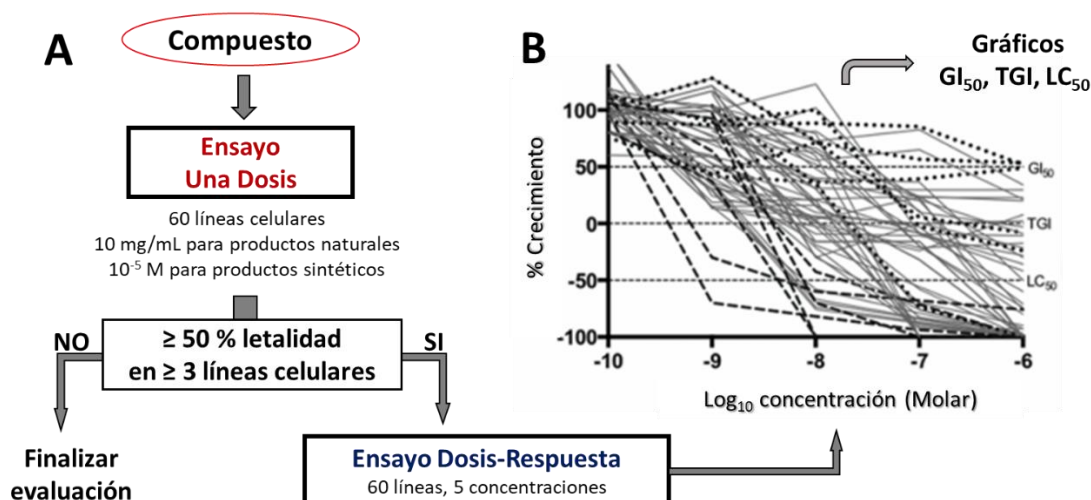 A
Compuesto
Ensayo
Una Dosis
60 líneas celulares
10 mg/mL para productos naturales
10⁻⁵ M para productos sintéticos
NO
≥ 50 % letalidad
en ≥ 3 líneas celulares
SI
Finalizar
evaluación
Ensayo Dosis-Respuesta
60 líneas, 5 concentraciones
B
Gráficos
GI₅₀, TGI, LC₅₀
% Crecimiento
100
50
0
-50
-100
GI₅₀
TGI
LC₅₀
-10
-9
-8
-7
-6
Log₁₀ concentración (Molar)